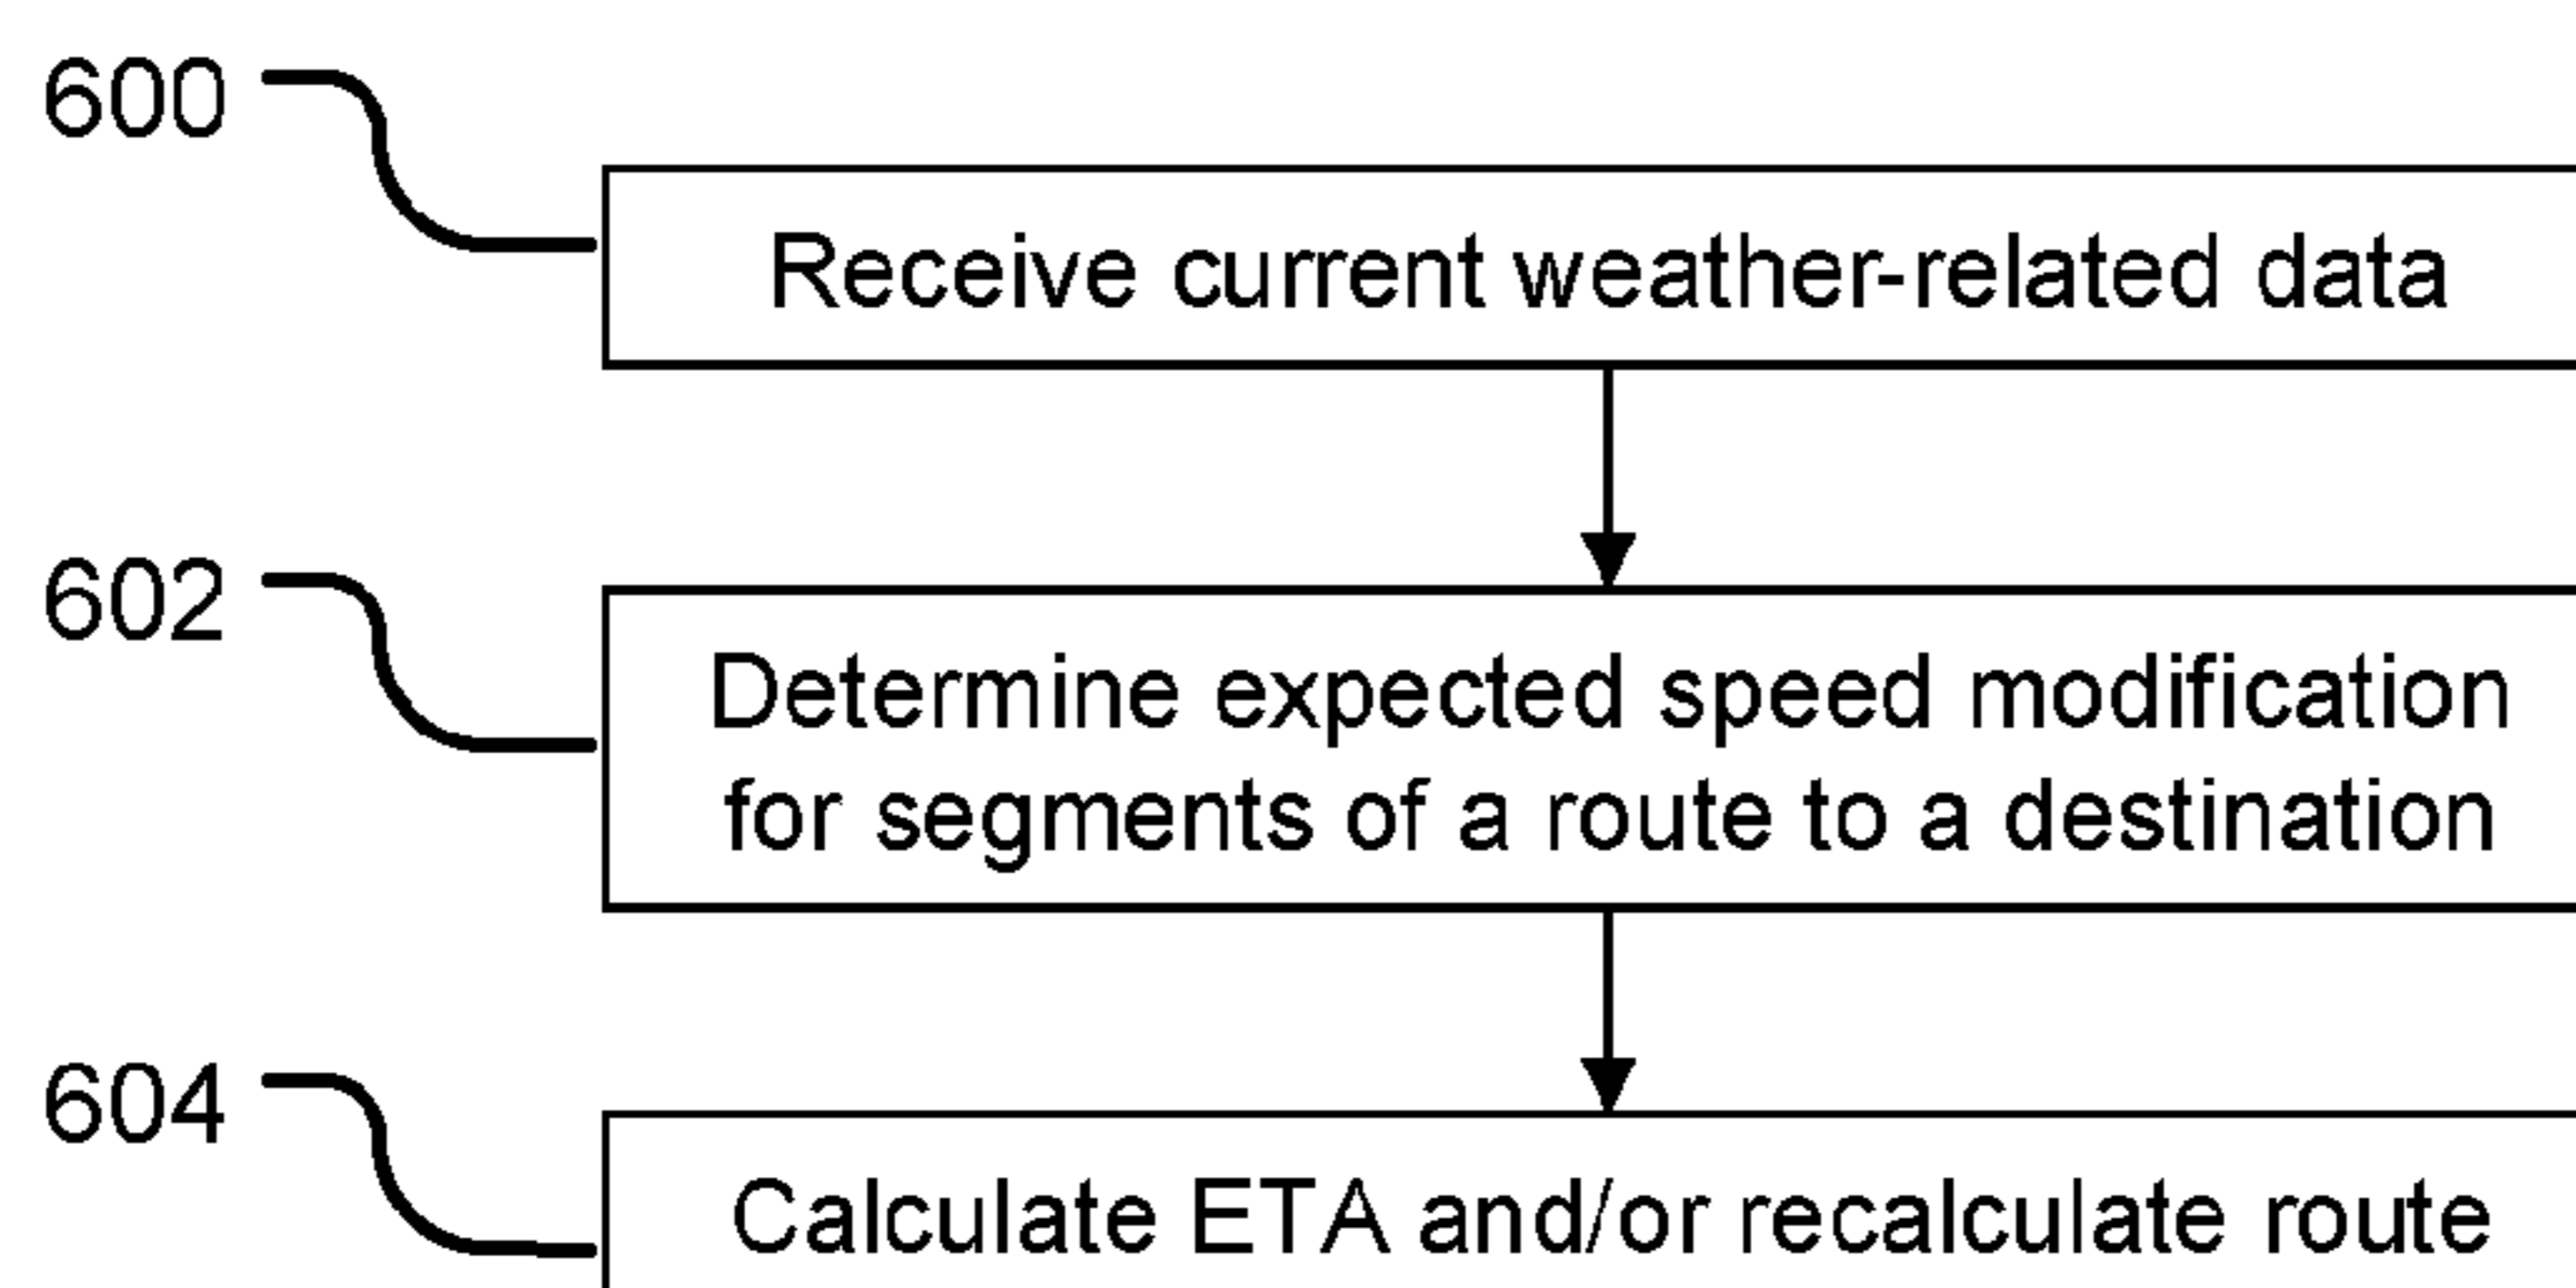 600
Receive current weather-related data
602
Determine expected speed modification
for segments of a route to a destination
604
Calculate ETA and/or recalculate route